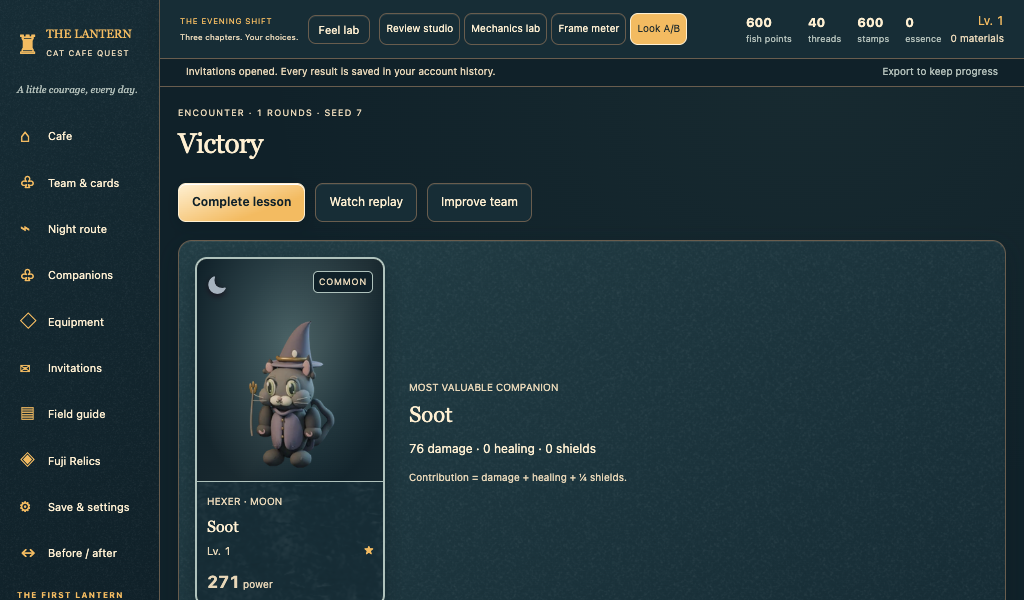 THE LANTERN
CAT CAFE QUEST
A little courage, every day.
Cafe
Team & cards
Night route
Companions
Equipment
Invitations
Field guide
Fuji Relics
Save & settings
Before / after
THE FIRST LANTERN
THE EVENING SHIFT
Three chapters. Your choices.
Feel lab
Review studio
Mechanics lab
Frame meter
Look A/B
600
fish points
40
threads
600
stamps
0
essence
Lv. 1
0 materials
Invitations opened. Every result is saved in your account history.
Export to keep progress
ENCOUNTER · 1 ROUNDS · SEED 7
Victory
Complete lesson
Watch replay
Improve team
COMMON
HEXER · MOON
Soot
Lv. 1
271 power
MOST VALUABLE COMPANION
Soot
76 damage · 0 healing · 0 shields
Contribution = damage + healing + ¼ shields.